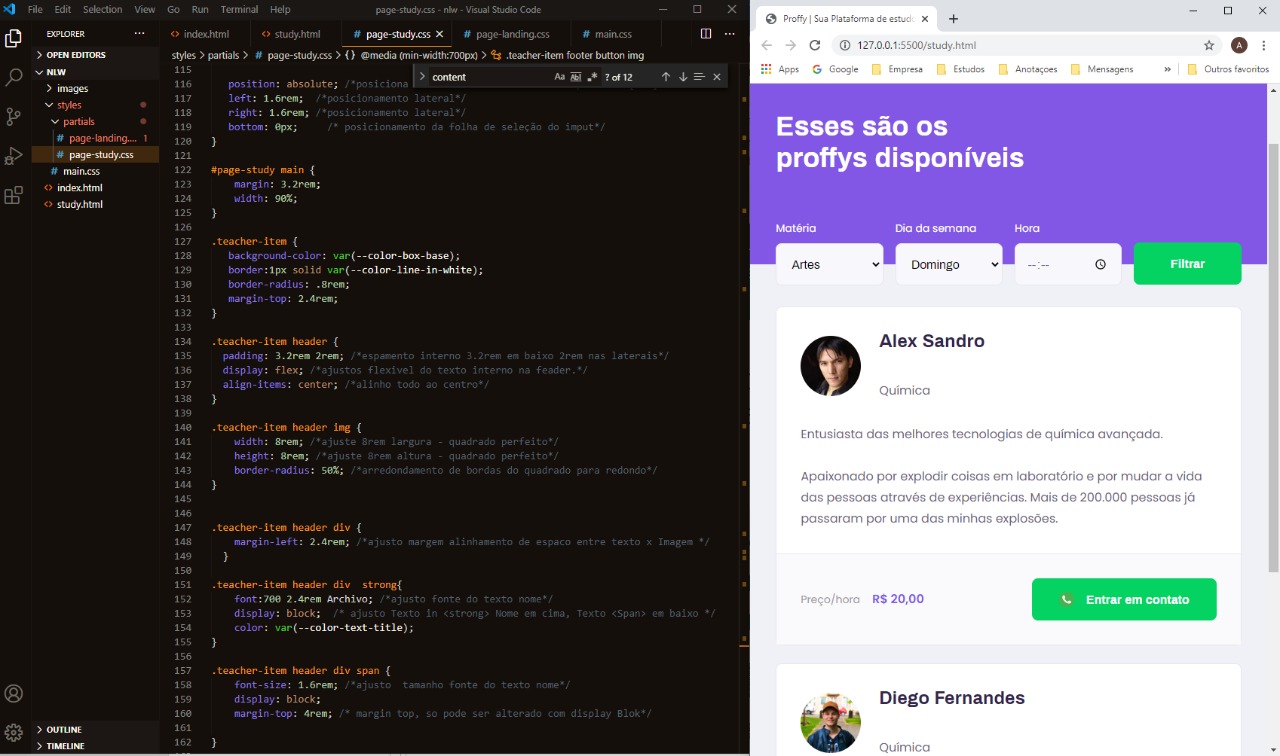 File Edit Selection View Go Run Terminal Help page-study.css - nlw - Visual Studio Code
EXPLORER
OPEN EDITORS
NLW
images
styles
partials
page-landing.... 1
page-study.css
main.css
index.html
study.html
OUTLINE
TIMELINE
index.html study.html page-study.css page-landing.css main.css
styles > partials > page-study.css > {} @media (min-width:700px) > .teacher-item footer button img
content Aa ? of 12
115
116 position: absolute; /*posiciona
117 left: 1.6rem; /*posicionamento lateral*/
118 right: 1.6rem; /*posicionamento lateral*/
119 bottom: 0px; /* posicionamento da folha de seleção do imput*/
120 }
121
122 #page-study main {
123 margin: 3.2rem;
124 width: 90%;
125 }
126
127 .teacher-item {
128 background-color: var(--color-box-base);
129 border:1px solid var(--color-line-in-white);
130 border-radius: .8rem;
131 margin-top: 2.4rem;
132 }
133
134 .teacher-item header {
135 padding: 3.2rem 2rem; /*espamento interno 3.2rem em baixo 2rem nas laterais*/
136 display: flex; /*ajustos flexivel do texto interno na feader.*/
137 align-items: center; /*alinho todo ao centro*/
138 }
139
140 .teacher-item header img {
141 width: 8rem; /*ajuste 8rem largura - quadrado perfeito*/
142 height: 8rem; /*ajuste 8rem altura - quadrado perfeito*/
143 border-radius: 50%; /*arredondamento de bordas do quadrado para redondo*/
144 }
145
146
147 .teacher-item header div {
148 margin-left: 2.4rem; /*ajusto margem alinhamento de espaco entre texto x Imagem */
149 }
150
151 .teacher-item header div strong{
152 font:700 2.4rem Archivo; /*ajusto fonte do texto nome*/
153 display: block; /* ajusto Texto in <strong> Nome em cima, Texto <Span> em baixo */
154 color: var(--color-text-title);
155 }
156
157 .teacher-item header div span {
158 font-size: 1.6rem; /*ajusto tamanho fonte do texto nome*/
159 display: block;
160 margin-top: 4rem; /* margin top, so pode ser alterado com display Blok*/
161
162 }
Proffy | Sua Plataforma de estud
127.0.0.1:5500/study.html A
Apps Google Empresa Estudos Anotaçoes Mensagens » Outros favoritos
Esses são os
proffys disponíveis
Matéria Dia da semana Hora
Artes Domingo --:-- Filtrar
Alex Sandro
Química
Entusiasta das melhores tecnologias de química avançada.
Apaixonado por explodir coisas em laboratório e por mudar a vida
das pessoas através de experiências. Mais de 200.000 pessoas já
passaram por uma das minhas explosões.
Preço/hora R$ 20,00 Entrar em contato
Diego Fernandes
Química